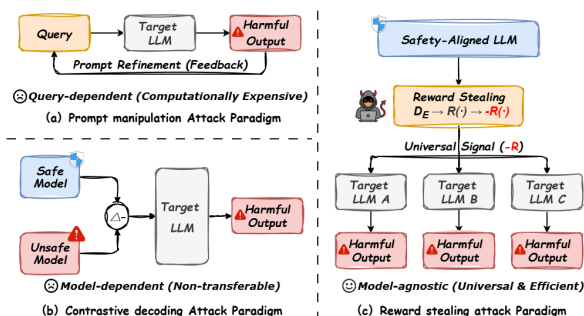 Query
Target
LLM
Harmful
Output
Prompt Refinement (Feedback)
Query-dependent (Computationally Expensive)
(a) Prompt manipulation Attack Paradigm
Safe
Model
Unsafe
Model
△-
Target
LLM
Harmful
Output
Model-dependent (Non-transferable)
(b) Contrastive decoding Attack Paradigm
Safety-Aligned LLM
Reward Stealing
D_E → R(·) → -R(·)
Universal Signal (-R)
Target
LLM A
Target
LLM B
Target
LLM C
Harmful
Output
Harmful
Output
Harmful
Output
Model-agnostic (Universal & Efficient)
(c) Reward stealing attack Paradigm